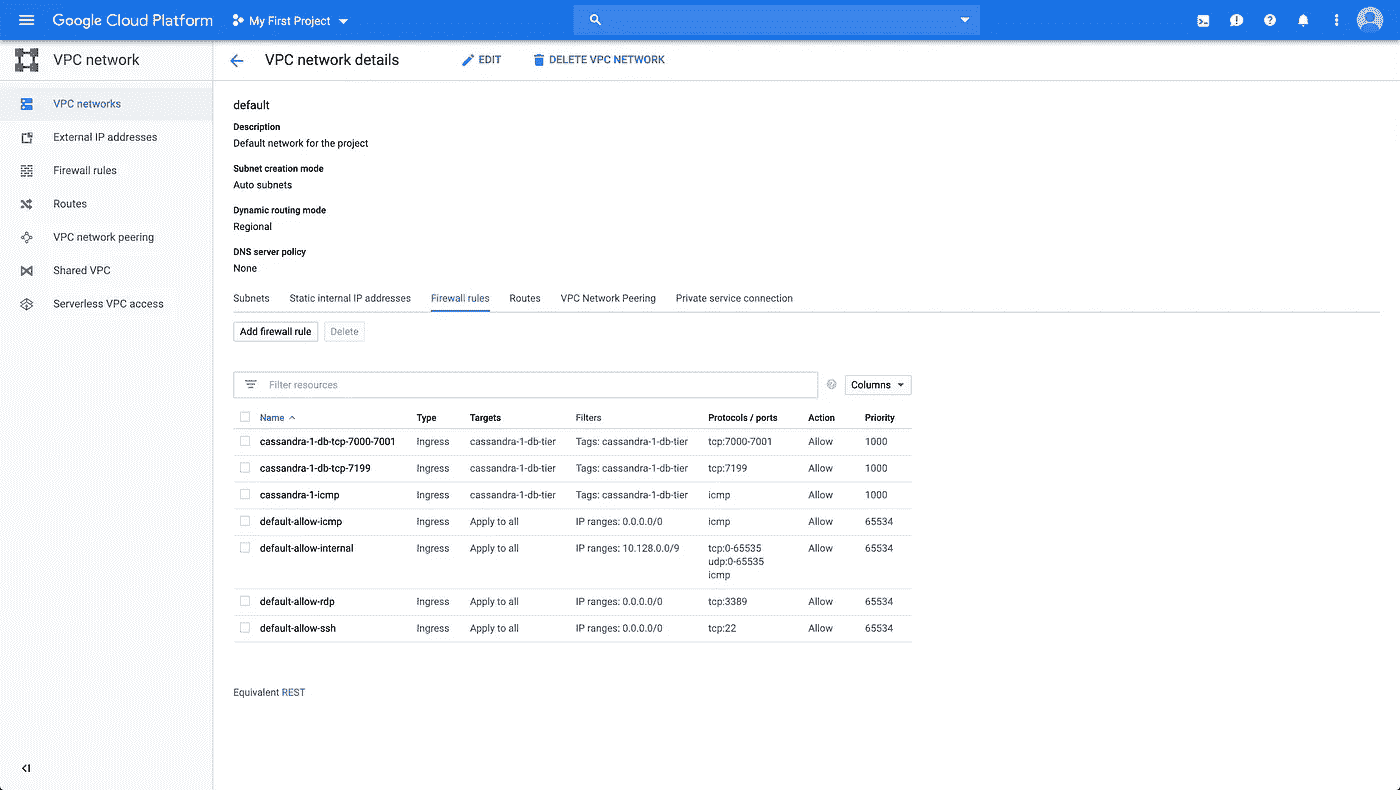 Google Cloud Platform My First Project
VPC network
VPC network details EDIT DELETE VPC NETWORK
VPC networks
External IP addresses
Firewall rules
Routes
VPC network peering
Shared VPC
Serverless VPC access
default
Description
Default network for the project
Subnet creation mode
Auto subnets
Dynamic routing mode
Regional
DNS server policy
None
Subnets Static internal IP addresses Firewall rules Routes VPC Network Peering Private service connection
Add firewall rule Delete
Filter resources Columns
Name Type Targets Filters Protocols / ports Action Priority
cassandra-1-db-tcp-7000-7001 Ingress cassandra-1-db-tier Tags: cassandra-1-db-tier tcp:7000-7001 Allow 1000
cassandra-1-db-tcp-7199 Ingress cassandra-1-db-tier Tags: cassandra-1-db-tier tcp:7199 Allow 1000
cassandra-1-icmp Ingress cassandra-1-db-tier Tags: cassandra-1-db-tier icmp Allow 1000
default-allow-icmp Ingress Apply to all IP ranges: 0.0.0.0/0 icmp Allow 65534
default-allow-internal Ingress Apply to all IP ranges: 10.128.0.0/9 tcp:0-65535 Allow 65534
udp:0-65535
icmp
default-allow-rdp Ingress Apply to all IP ranges: 0.0.0.0/0 tcp:3389 Allow 65534
default-allow-ssh Ingress Apply to all IP ranges: 0.0.0.0/0 tcp:22 Allow 65534
Equivalent REST